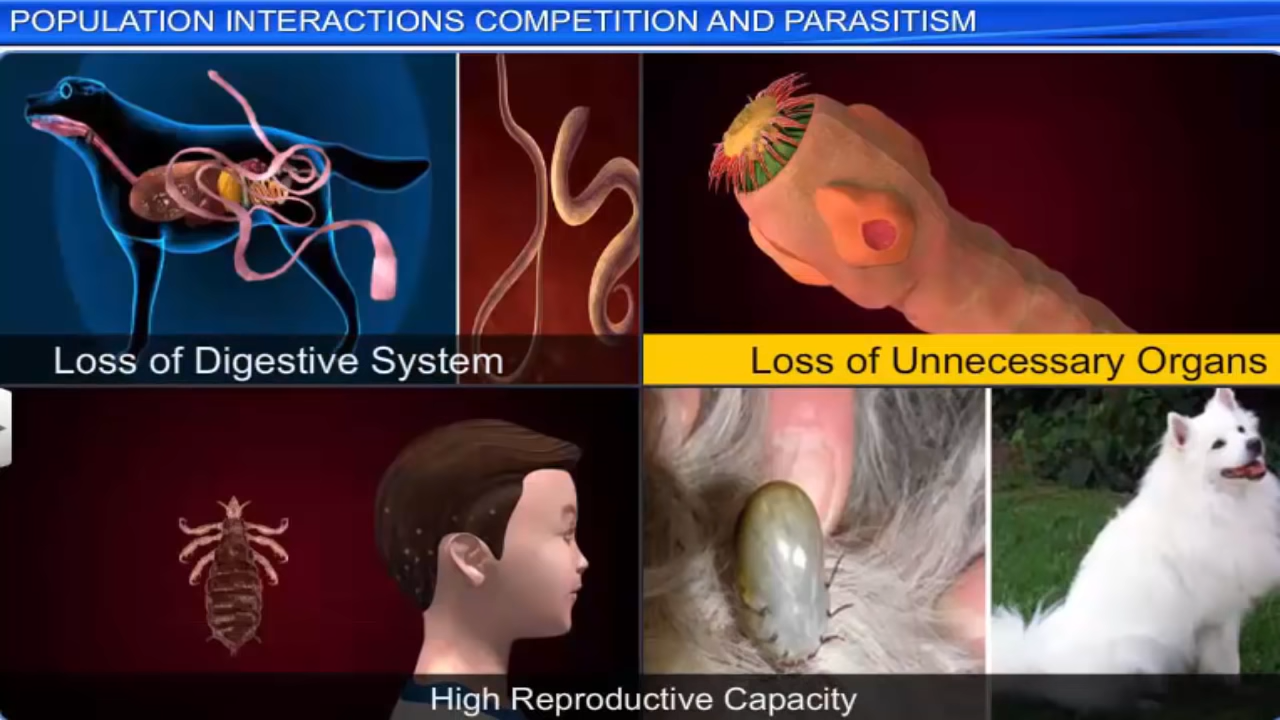 POPULATION INTERACTIONS COMPETITION AND PARASITISM
Loss of Digestive System
Loss of Unnecessary Organs
High Reproductive Capacity